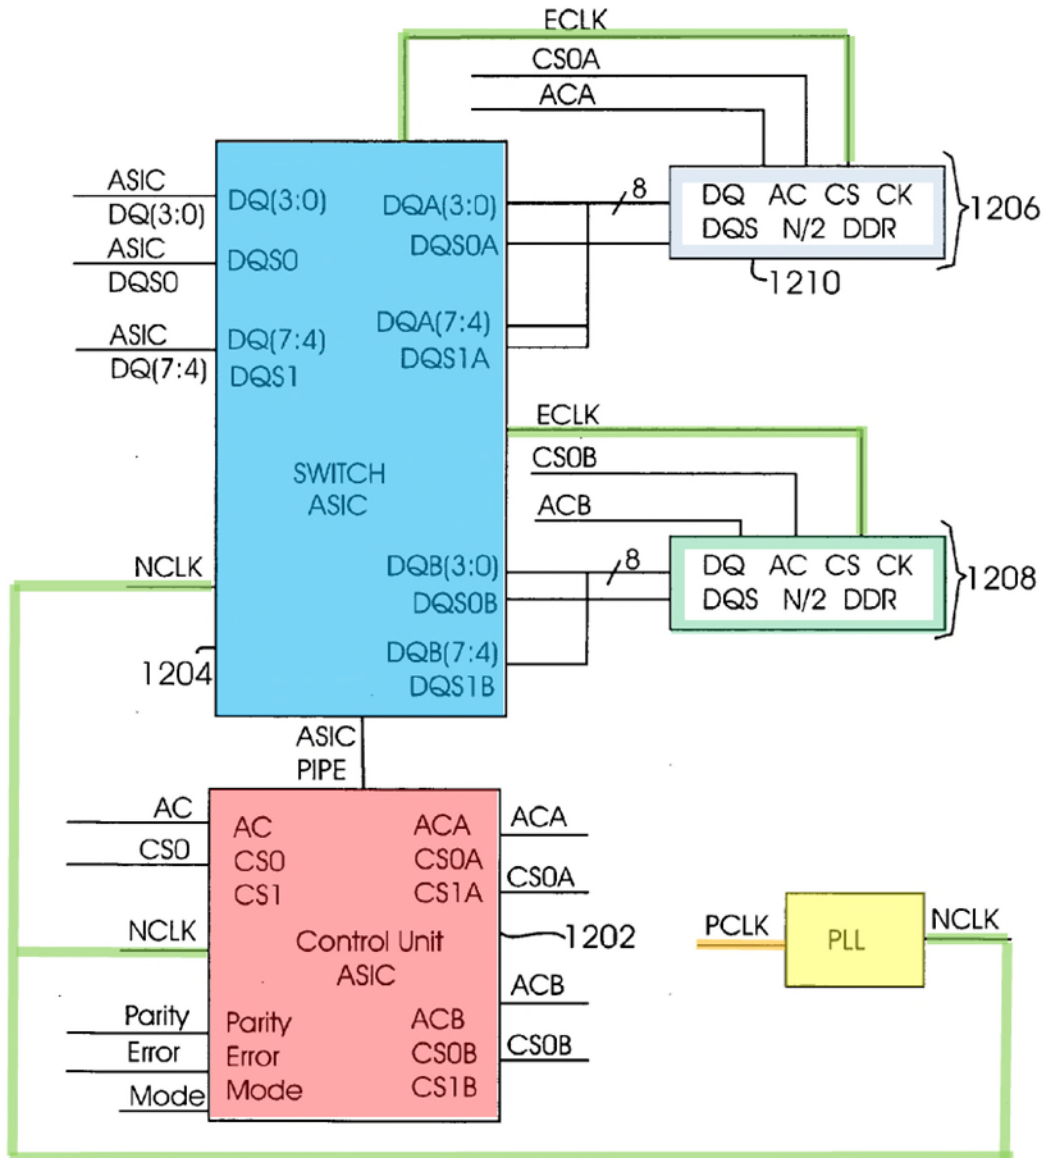 ECLK
CS0A
ACA
ASIC
DQ(3:0)
ASIC
DQS0
ASIC
DQ(7:4)
DQ(3:0)
DQS0
DQ(7:4)
DQS1
DQA(3:0)
DQS0A
DQA(7:4)
DQS1A
8
DQ AC CS CK
DQS N/2 DDR
1206
1210
ECLK
CS0B
ACB
SWITCH
ASIC
NCLK
1204
DQB(3:0)
DQS0B
DQB(7:4)
DQS1B
8
DQ AC CS CK
DQS N/2 DDR
1208
ASIC
PIPE
AC
CS0
NCLK
Parity
Error
Mode
AC
CS0
CS1
ACA
CS0A
CS1A
Control Unit
ASIC
Parity
Error
Mode
ACB
CS0B
CS1B
ACA
CS0A
1202
ACB
CS0B
PCLK
PLL
NCLK